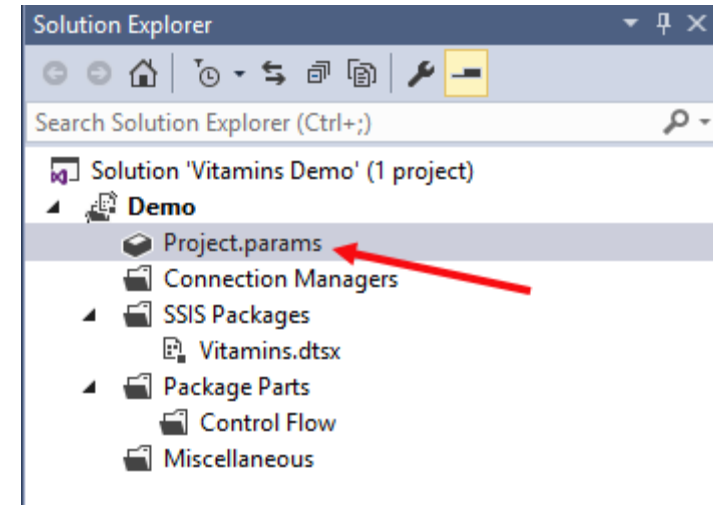 Solution Explorer
Search Solution Explorer (Ctrl+;)
Solution 'Vitamins Demo' (1 project)
Demo
Project.params
Connection Managers
SSIS Packages
Vitamins.dtsx
Package Parts
Control Flow
Miscellaneous